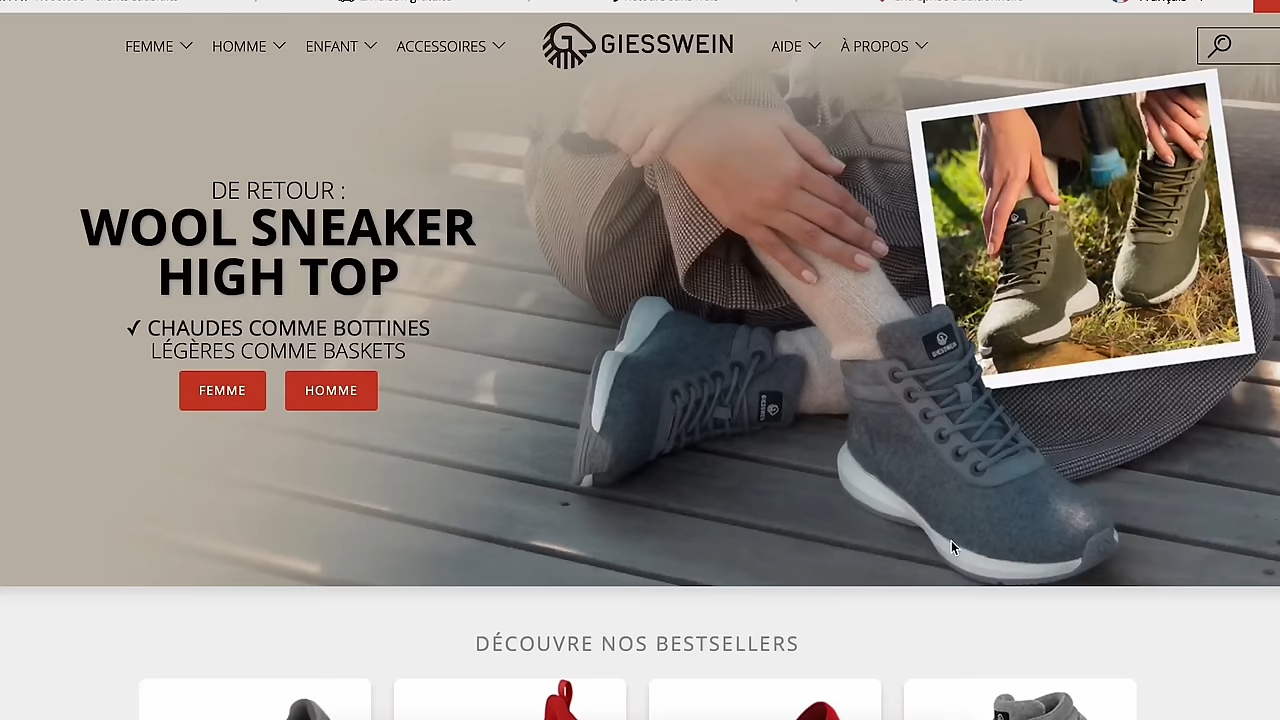 FEMME HOMME ENFANT ACCESSOIRES GIESSWEIN AIDE À PROPOS
DE RETOUR :
WOOL SNEAKER
HIGH TOP
✓ CHAUDES COMME BOTTINES
LÉGÈRES COMME BASKETS
FEMME HOMME
GIESSWEIN
DÉCOUVRE NOS BESTSELLERS